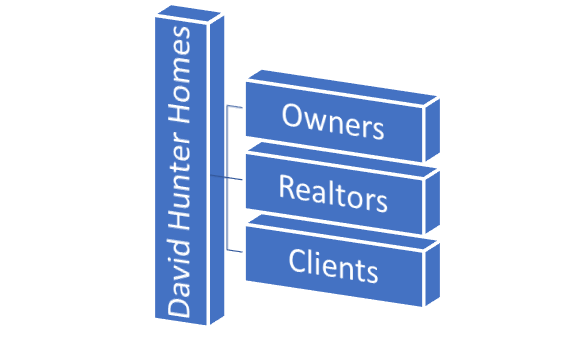 David Hunter Homes
Owners
Realtors
Clients